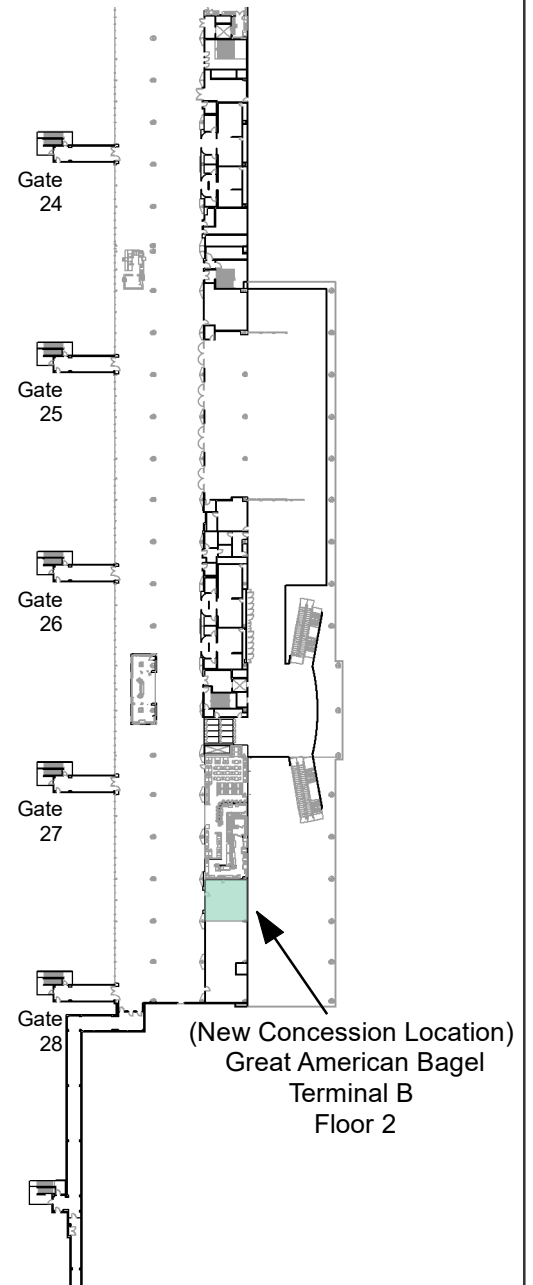 Gate
24
Gate
25
Gate
26
Gate
27
Gate
28
(New Concession Location)
Great American Bagel
Terminal B
Floor 2